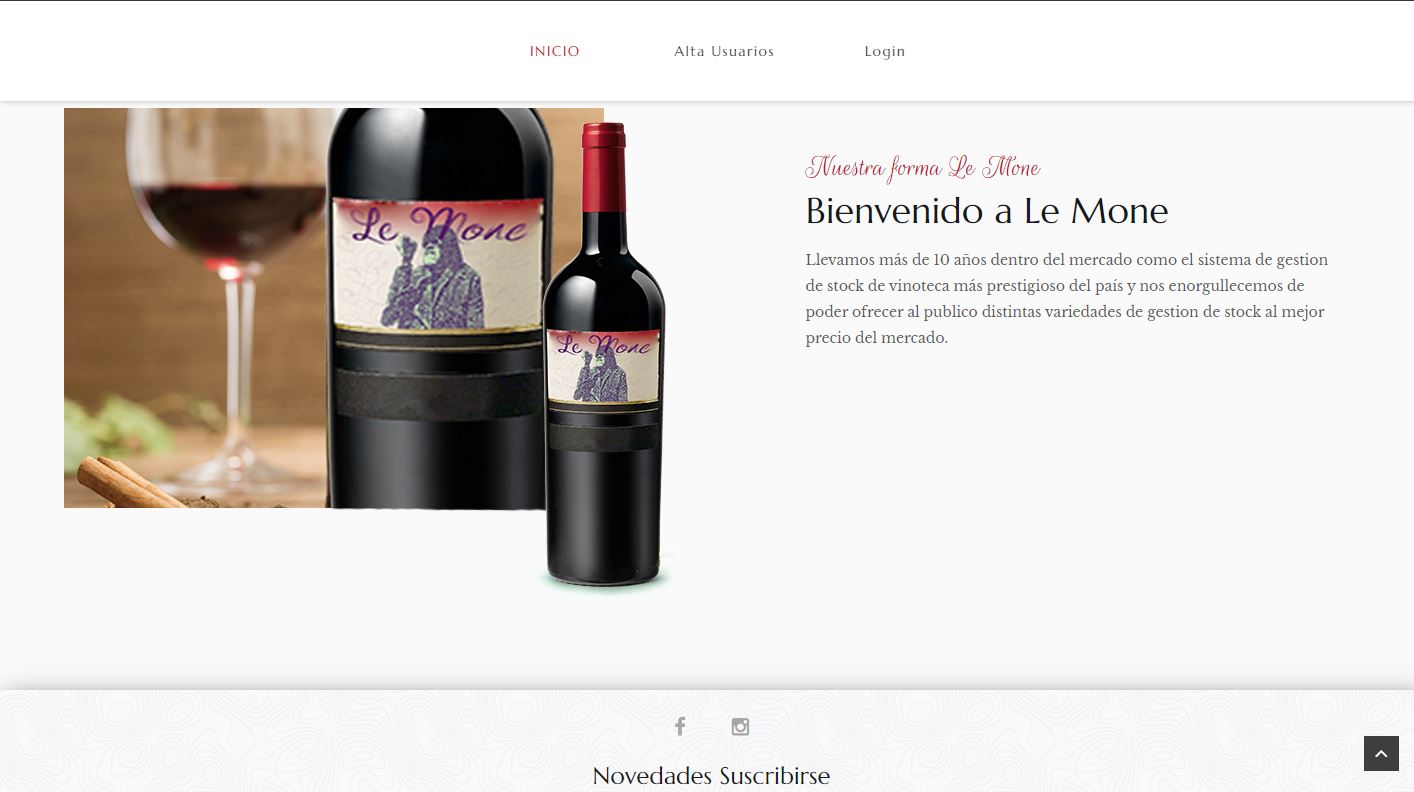 INICIO
Alta Usuarios
Login
Le Mone
Le Mone
Nuestra forma Le Mone
Bienvenido a Le Mone
Llevamos más de 10 años dentro del mercado como el sistema de gestion
de stock de vinoteca más prestigioso del país y nos enorgullecemos de
poder ofrecer al publico distintas variedades de gestion de stock al mejor
precio del mercado.
Novedades Suscribirse